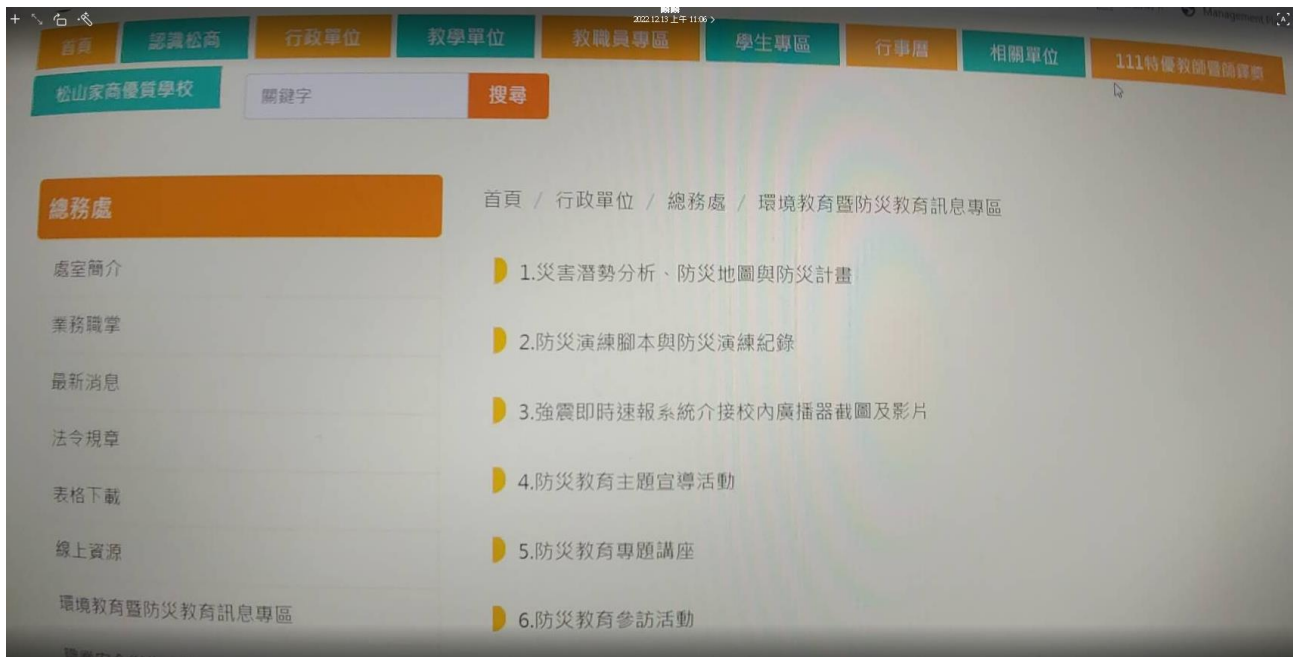 2022.12.13 上午 11:06
首頁 認識松商 行政單位 教學單位 教職員專區 學生專區 行事曆 相關單位 111特優教師暨師鐸獎
松山家商優質學校 關鍵字 搜尋
總務處
處室簡介
業務職掌
最新消息
法令規章
表格下載
線上資源
環境教育暨防災教育訊息專區
首頁 / 行政單位 / 總務處 / 環境教育暨防災教育訊息專區
1.災害潛勢分析、防災地圖與防災計畫
2.防災演練腳本與防災演練紀錄
3.強震即時速報系統介接校內廣播器截圖及影片
4.防災教育主題宣導活動
5.防災教育專題講座
6.防災教育參訪活動